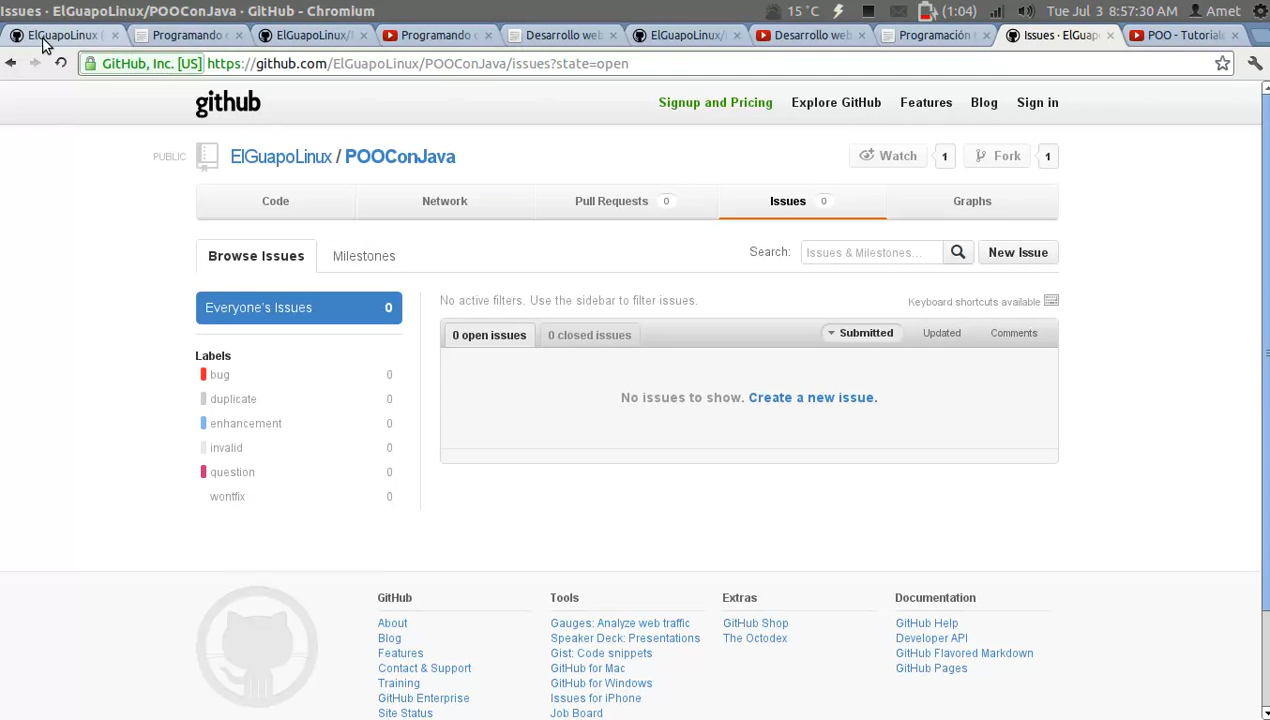 Issues · ElGuapoLinux/POOConJava · GitHub - Chromium
15 °C (1:04) Tue Jul 3 8:57:30 AM Amet
ElGuapoLinux ( Programando c ElGuapoLinux/ Programando c Desarrollo web ElGuapoLinux/ Desarrollo web Programación Issues · ElGuapo POO - Tutoriale
GitHub, Inc. [US] https://github.com/ElGuapoLinux/POOConJava/issues?state=open
github
Signup and Pricing Explore GitHub Features Blog Sign in
PUBLIC ElGuapoLinux / POOConJava Watch 1 Fork 1
Code Network Pull Requests 0 Issues 0 Graphs
Browse Issues Milestones Search: Issues & Milestones... New Issue
Everyone's Issues 0
No active filters. Use the sidebar to filter issues. Keyboard shortcuts available
0 open issues 0 closed issues Submitted Updated Comments
Labels
bug 0
duplicate 0
enhancement 0
invalid 0
question 0
wontfix 0
No issues to show. Create a new issue.
GitHub
About
Blog
Features
Contact & Support
Training
GitHub Enterprise
Site Status
Tools
Gauges: Analyze web traffic
Speaker Deck: Presentations
Gist: Code snippets
GitHub for Mac
GitHub for Windows
Issues for iPhone
Job Board
Extras
GitHub Shop
The Octodex
Documentation
GitHub Help
Developer API
GitHub Flavored Markdown
GitHub Pages